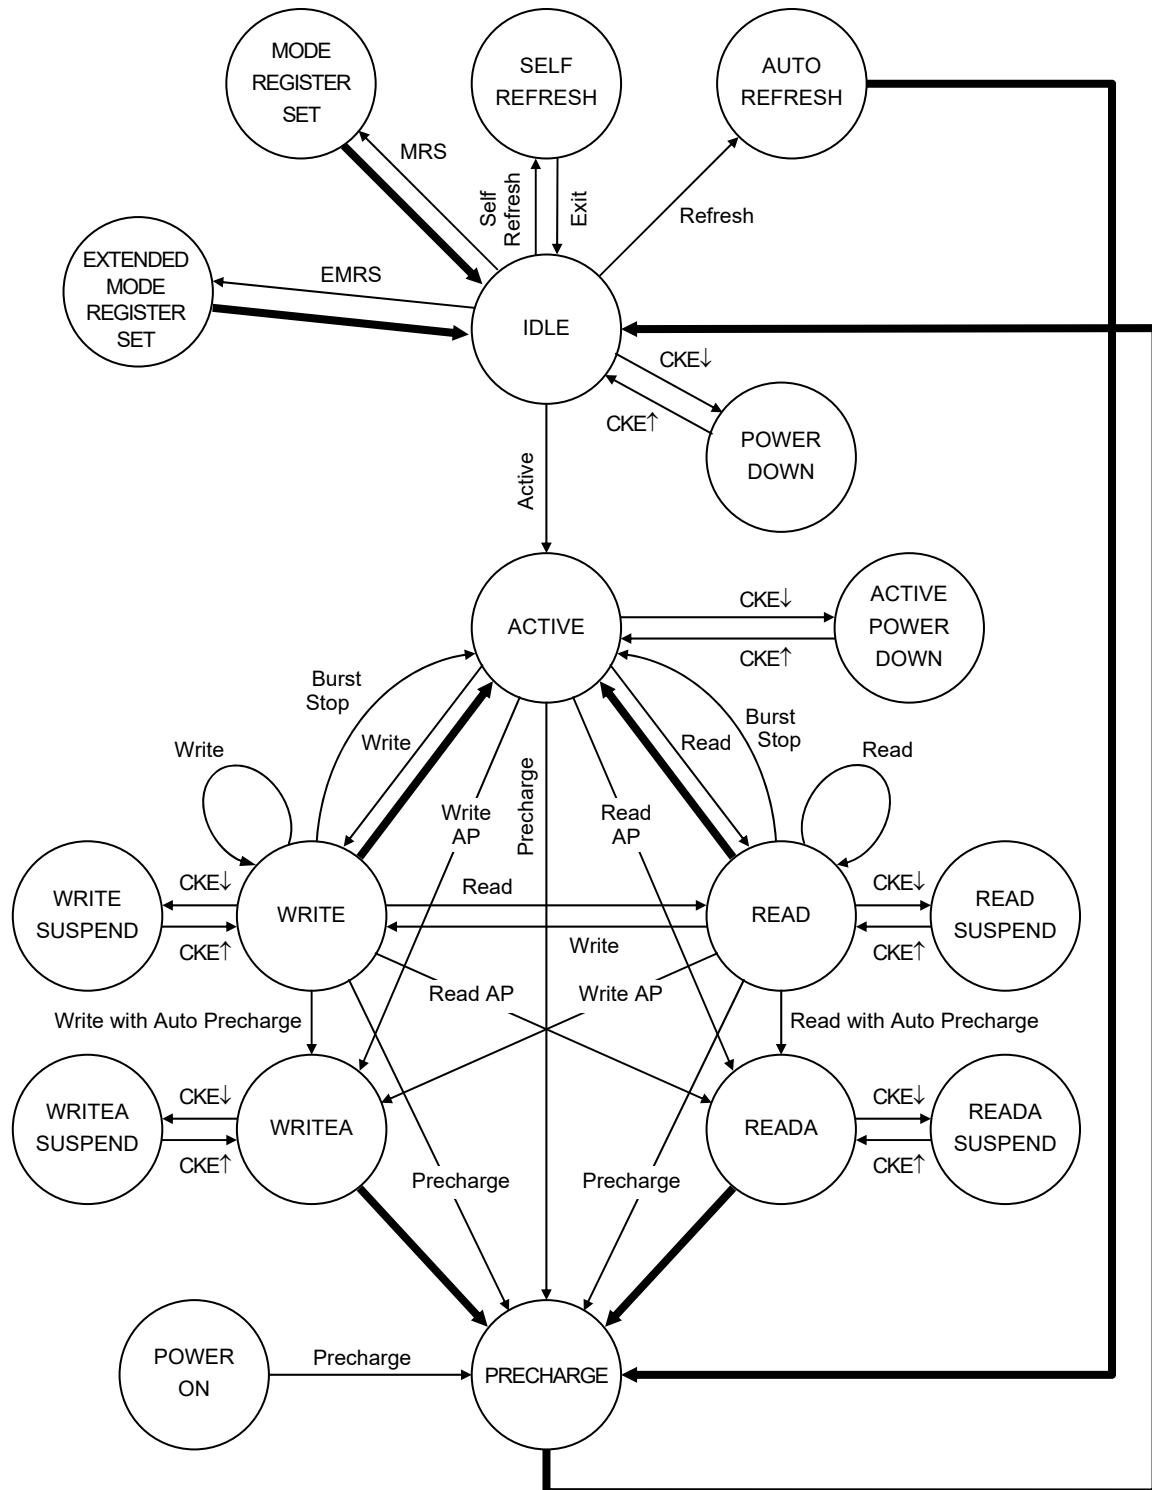 MODE
REGISTER
SET
SELF
REFRESH
AUTO
REFRESH
MRS
Self
Refresh
Exit
Refresh
EXTENDED
MODE
REGISTER
SET
EMRS
IDLE
CKE↓
CKE↑
POWER
DOWN
Active
ACTIVE
CKE↓
CKE↑
ACTIVE
POWER
DOWN
Burst
Stop
Write
Write
Write
AP
Precharge
Read
AP
Read
Burst
Stop
Read
WRITE
SUSPEND
CKE↓
CKE↑
WRITE
Read
Write
READ
CKE↓
CKE↑
READ
SUSPEND
Read AP
Write AP
Write with Auto Precharge
Read with Auto Precharge
WRITEA
SUSPEND
CKE↓
CKE↑
WRITEA
READA
CKE↓
CKE↑
READA
SUSPEND
Precharge
Precharge
POWER
ON
Precharge
PRECHARGE